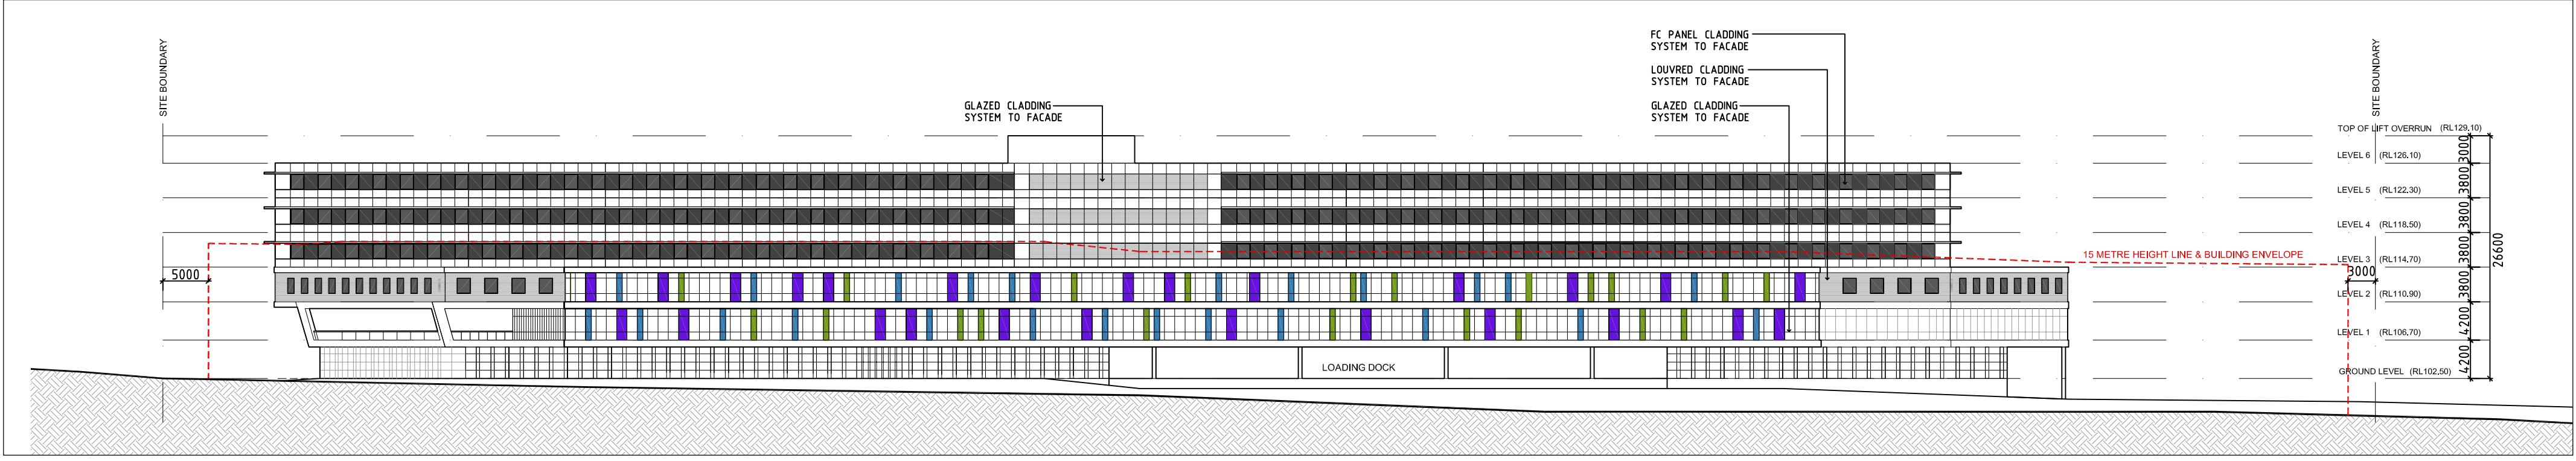 SITE BOUNDARY
FC PANEL CLADDING
SYSTEM TO FACADE
LOUVRED CLADDING
SYSTEM TO FACADE
GLAZED CLADDING
SYSTEM TO FACADE
GLAZED CLADDING
SYSTEM TO FACADE
SITE BOUNDARY
TOP OF LIFT OVERRUN (RL129.10)
3000
LEVEL 6 (RL126.10)
3800
LEVEL 5 (RL122.30)
3800
LEVEL 4 (RL118.50)
3800
LEVEL 3 (RL114,70)
3800
LEVEL 2 (RL110,90)
4200
LEVEL 1 (RL106,70)
4200
GROUND LEVEL (RL102,50)
26600
15 METRE HEIGHT LINE & BUILDING ENVELOPE
5000
3000
LOADING DOCK